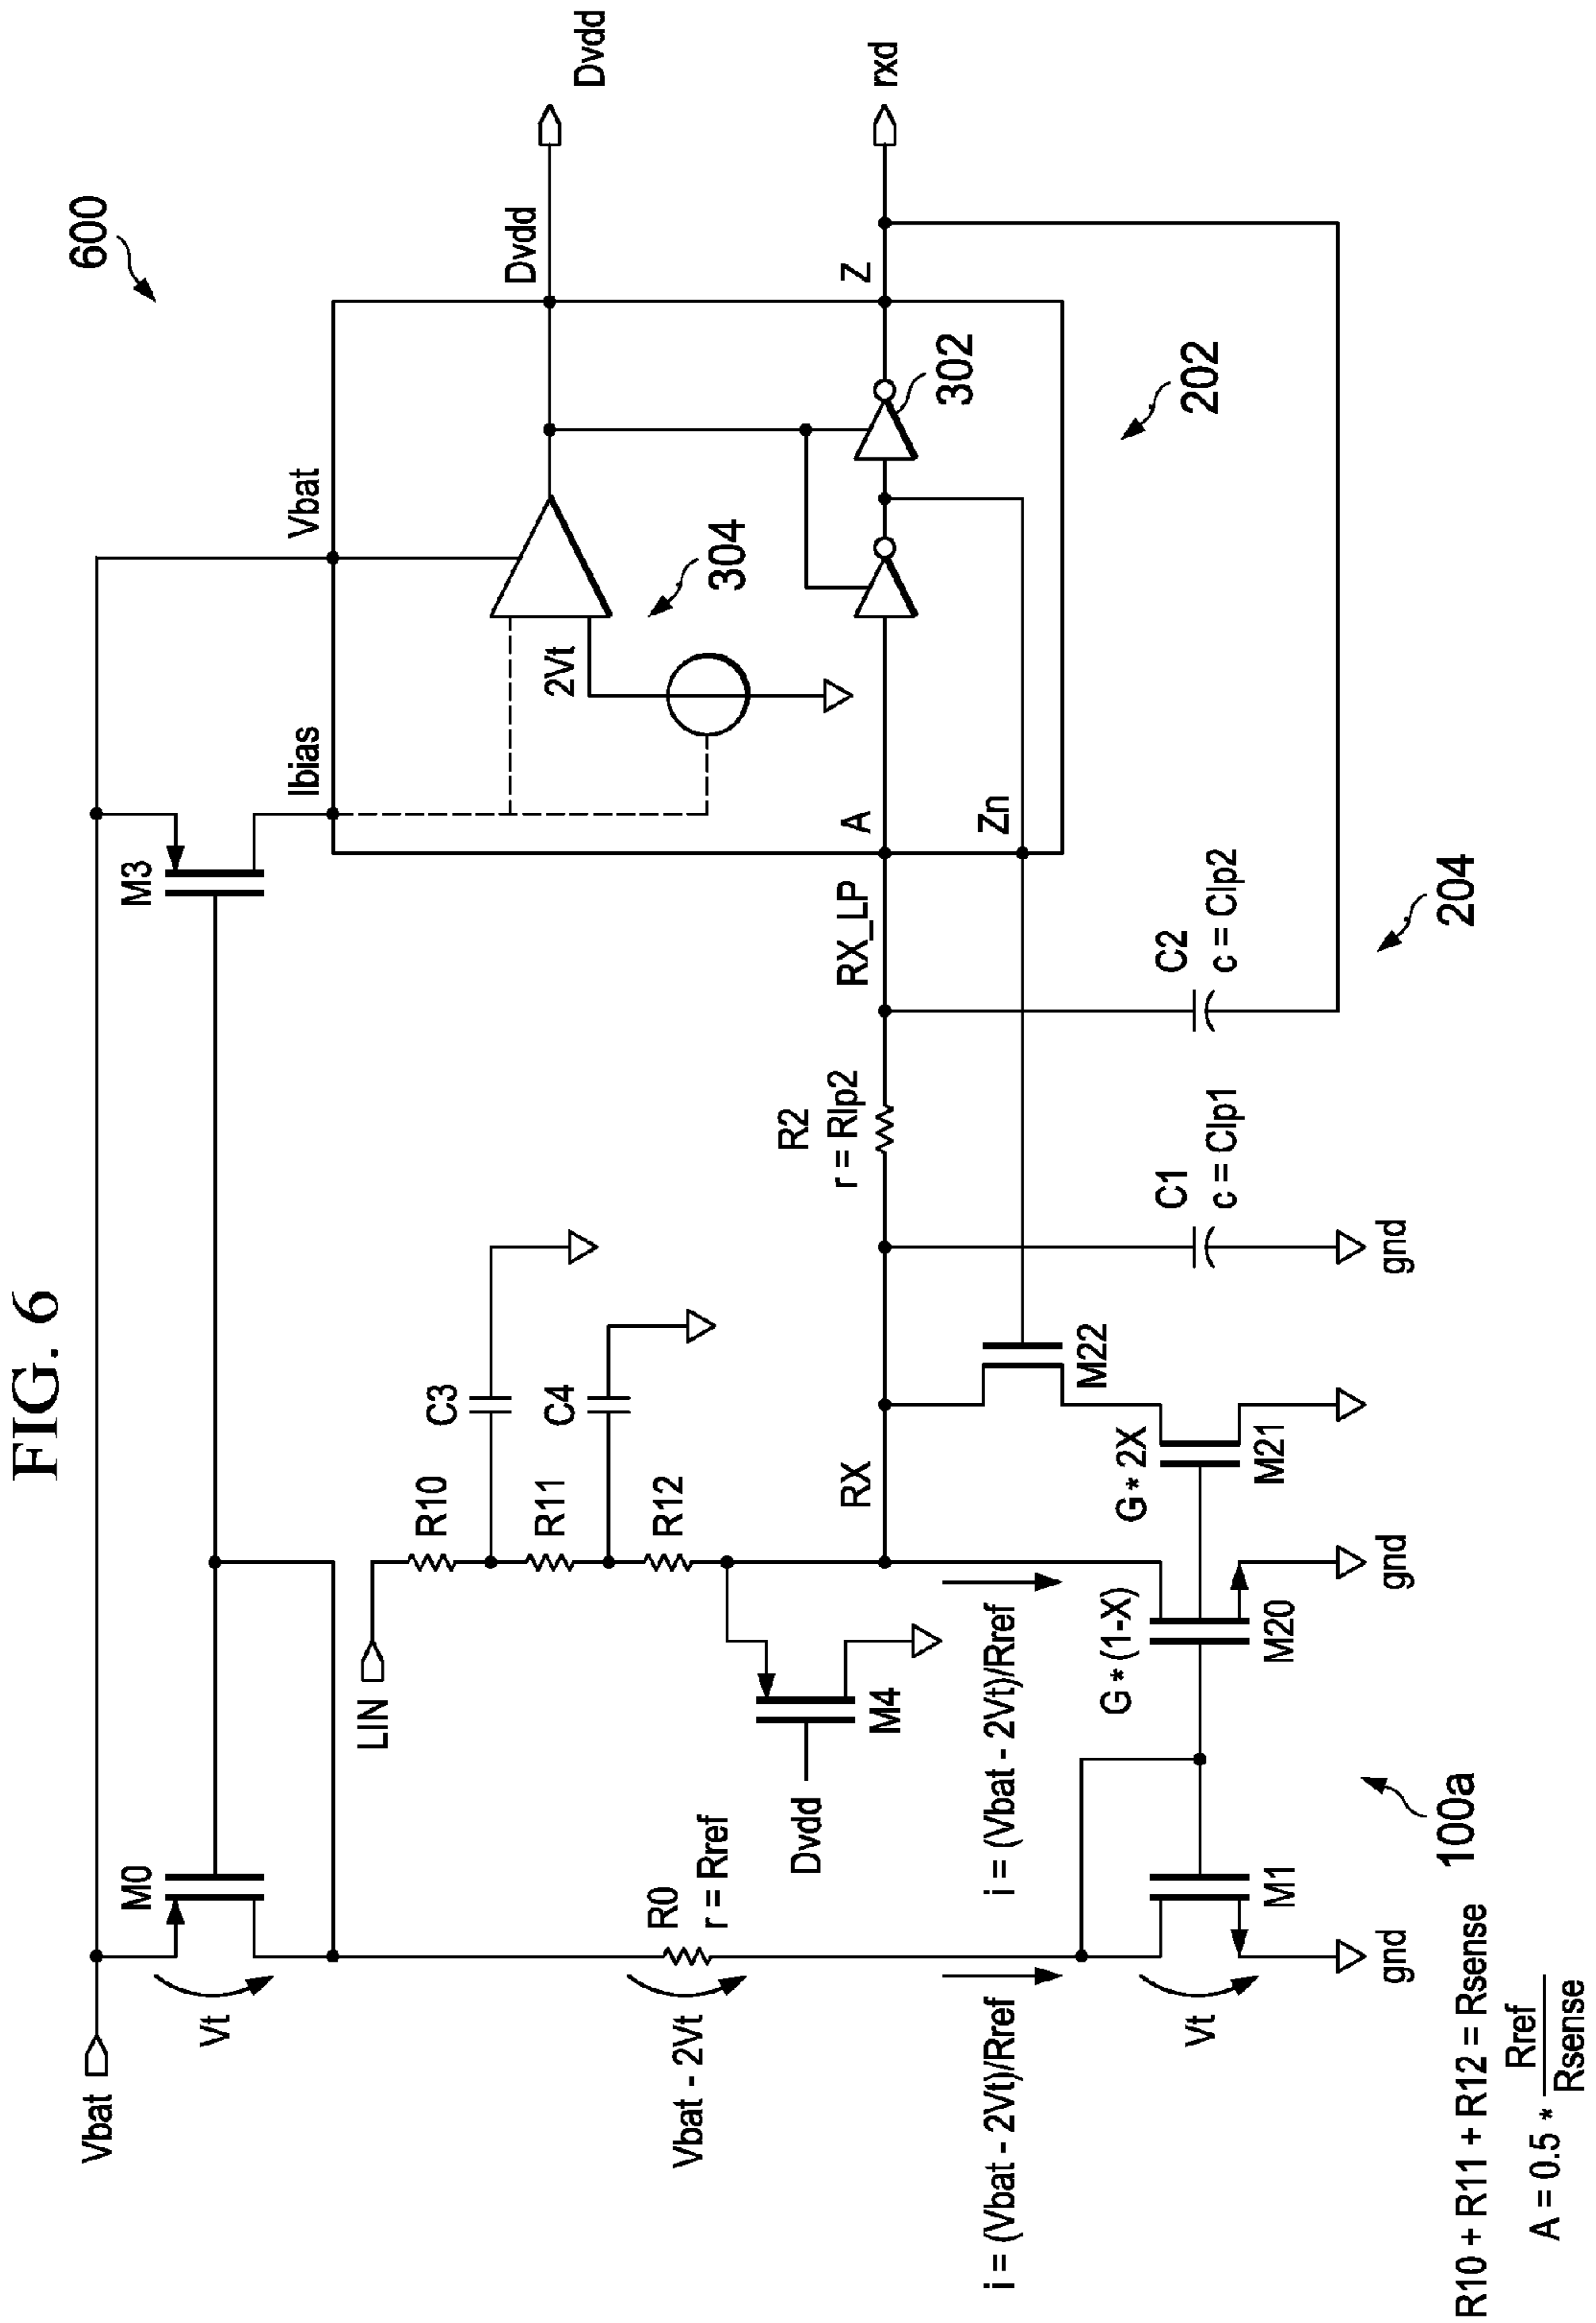 FIG. 6
600
Vbat
Vt
M0
M3
Ibias
Vbat
Dvdd
Dvdd
R0
r = Rref
Vbat - 2Vt
LIN
R10
R11
R12
C3
C4
Dvdd
M4
2Vt
304
302
RX
R2
r = Rlp2
RX_LP
A
Z
rxd
Zn
202
i = (Vbat - 2Vt)/Rref
i = (Vbat - 2Vt)/Rref
G * (1-X)
G * 2X
M22
C1
c = Clp1
C2
c = Clp2
204
Vt
M1
M20
M21
gnd
gnd
gnd
100a
R10 + R11 + R12 = Rsense
A = 0.5 * Rref
Rsense